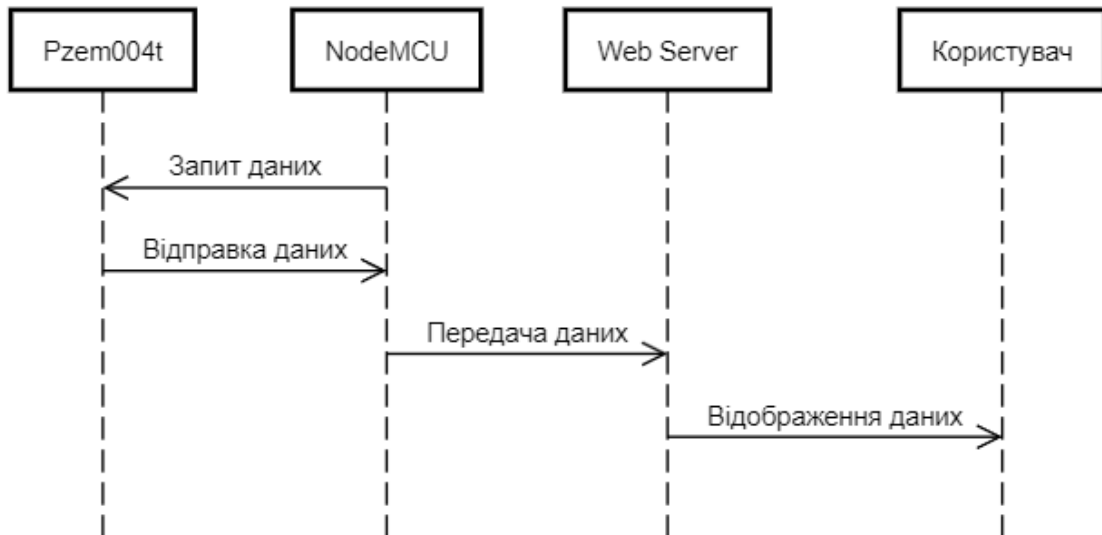 Pzem004t
NodeMCU
Web Server
Користувач
Запит даних
Відправка даних
Передача даних
Відображення даних